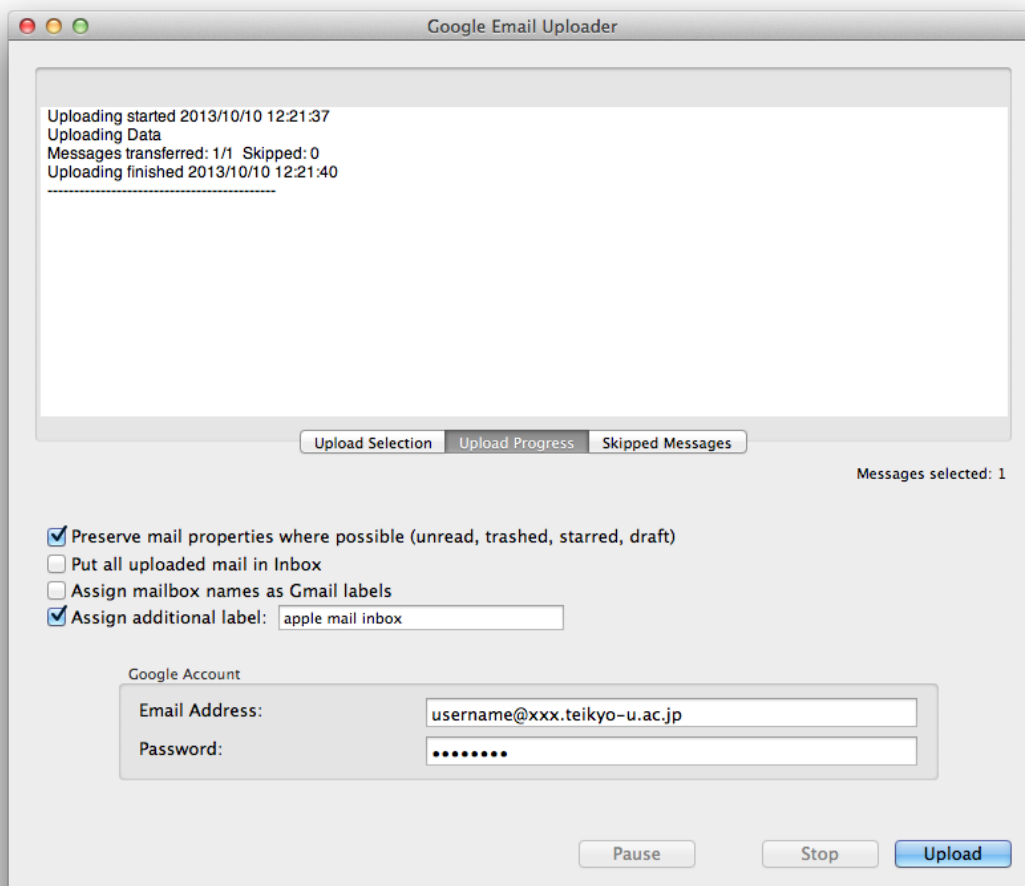 Google Email Uploader
Uploading started 2013/10/10 12:21:37
Uploading Data
Messages transferred: 1/1  Skipped: 0
Uploading finished 2013/10/10 12:21:40
-------------------------------------------
Upload Selection Upload Progress Skipped Messages
Messages selected: 1
Preserve mail properties where possible (unread, trashed, starred, draft)
Put all uploaded mail in Inbox
Assign mailbox names as Gmail labels
Assign additional label: apple mail inbox
Google Account
Email Address: username@xxx.teikyo-u.ac.jp
Password: ••••••••
Pause Stop Upload